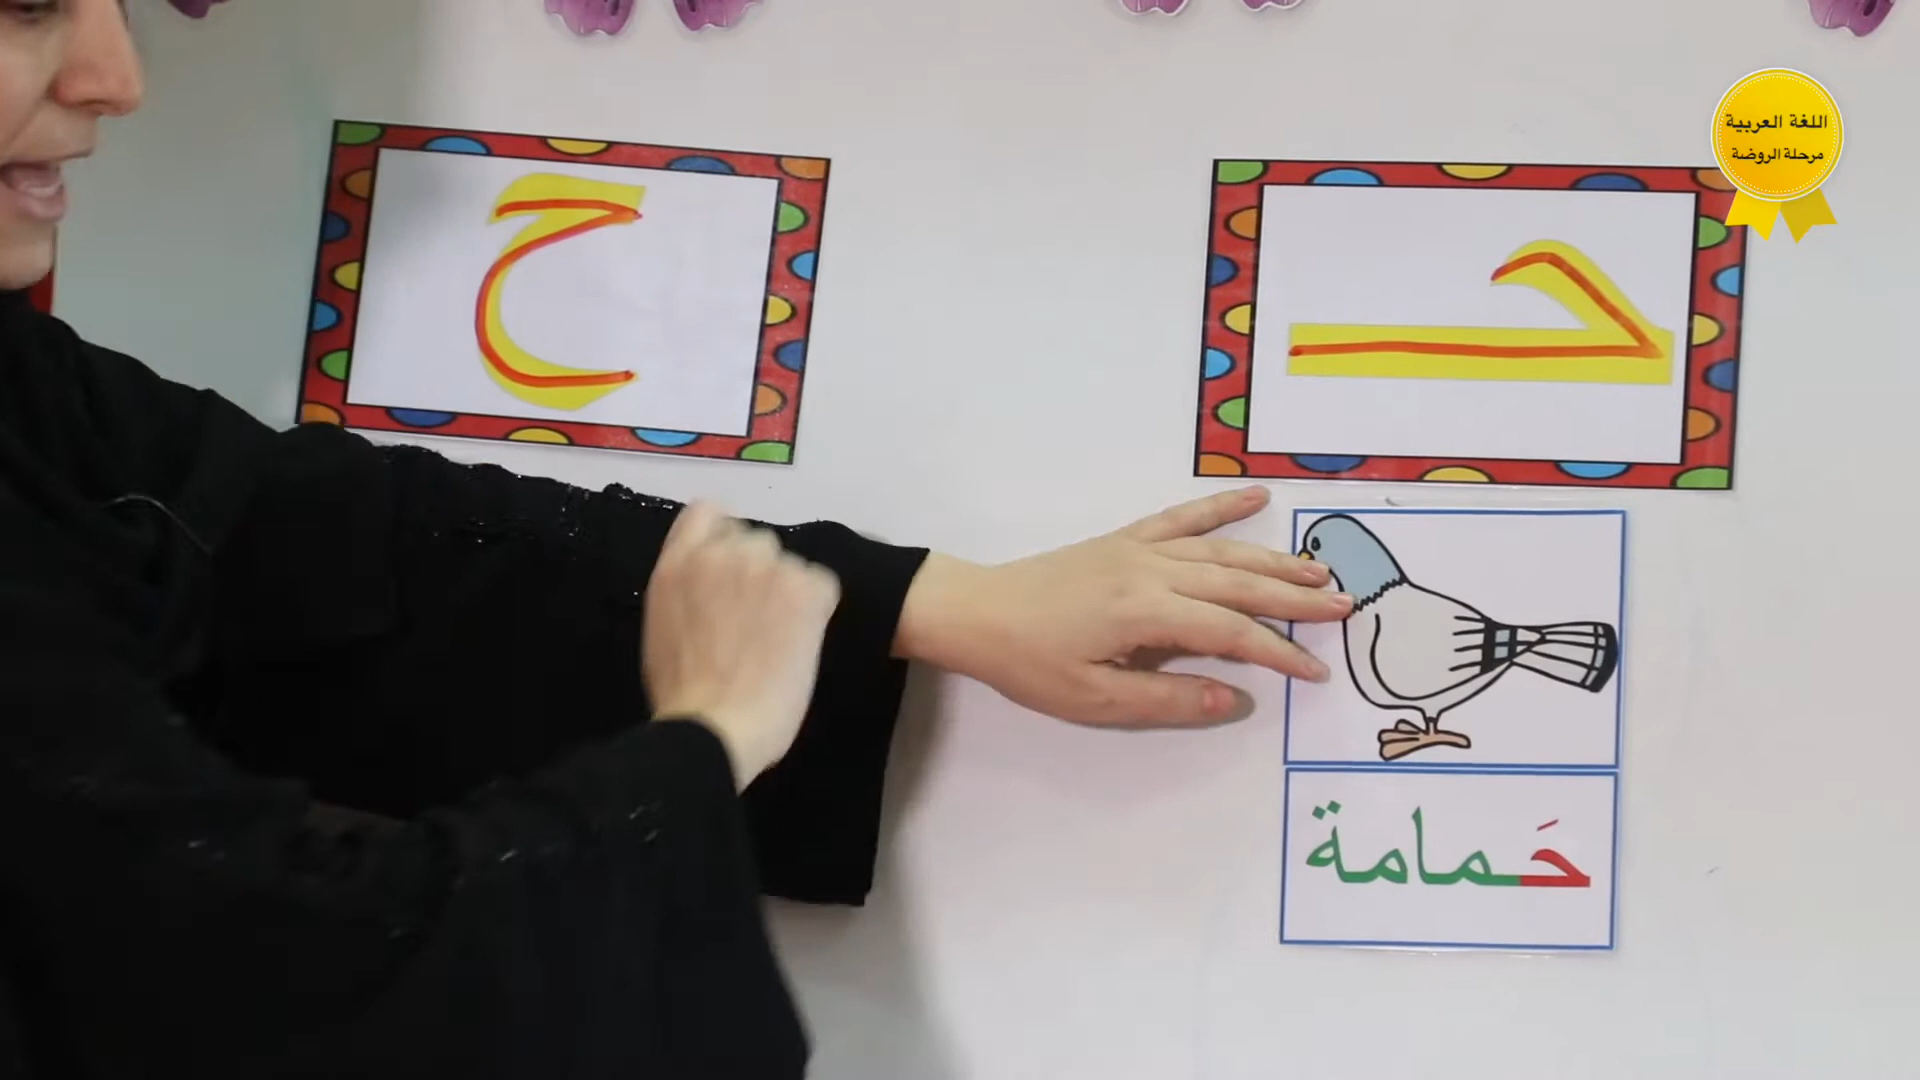 اللغة العربية
مرحلة الروضة
حـ
ح
حَمامة